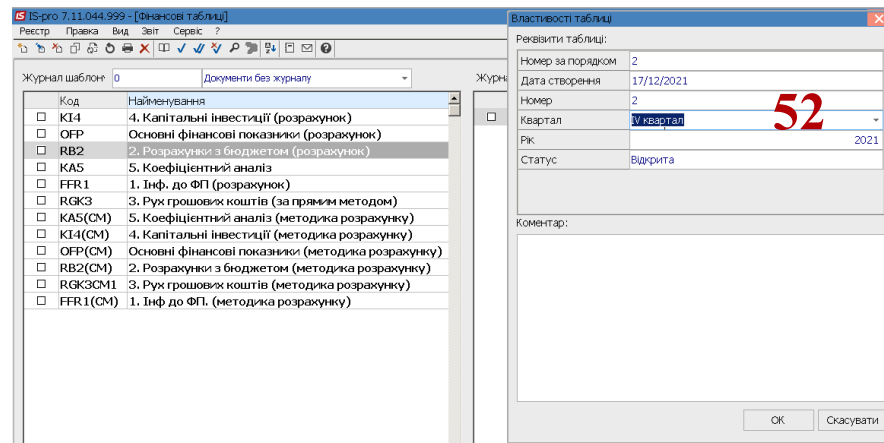 IS-pro 7.11.044.999 - [Фінансові таблиці]
Реєстр Правка Вид Звіт Сервіс ?
Журнал шаблон 0 Документи без журналу
Код Найменування
KI4 4. Капітальні інвестиції (розрахунок)
OFP Основні фінансові показники (розрахунок)
RB2 2. Розрахунки з бюджетом (розрахунок)
KA5 5. Коефіцієнтний аналіз
FFR1 1. Інф. до ФП (розрахунок)
RGK3 3. Рух грошових коштів (за прямим методом)
KA5(CM) 5. Коефіцієнтний аналіз (методика розрахунку)
KI4(CM) 4. Капітальні інвестиції (методика розрахунку)
OFP(CM) Основні фінансові показники (методика розрахунку)
RB2(CM) 2. Розрахунки з бюджетом (методика розрахунку)
RGK3CM1 3. Рух грошових коштів (методика розрахунку)
FFR1(CM) 1. Інф до ФП. (методика розрахунку)
Журн
Властивості таблиці
Реквізити таблиці:
Номер за порядком 2
Дата створення 17/12/2021
Номер 2
Квартал IV квартал
52
Рік 2021
Статус Відкрита
Коментар:
ОК Скасувати